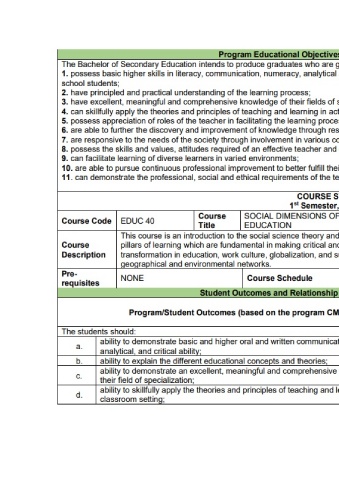 Program Educational Objectives
The Bachelor of Secondary Education intends to produce graduates who are
1. possess basic higher skills in literacy, communication, numeracy, analytical
school students;
2. have principled and practical understanding of the learning process;
3. have excellent, meaningful and comprehensive knowledge of their fields of
4. can skillfully apply the theories and principles of teaching and learning in
5. possess appreciation of roles of the teacher in facilitating the learning
6. are able to further the discovery and improvement of knowledge through
7. are responsive to the needs of the society through involvement in various
8. possess the skills and values, attitudes required of an effective teacher and
9. can facilitate learning of diverse learners in varied environments;
10. are able to pursue continuous professional improvement to better fulfill
11. can demonstrate the professional, social and ethical requirements of the
COURSE S
1st Semester,
Course Code EDUC 40 Course Title SOCIAL DIMENSIONS OF EDUCATION
Course Description This course is an introduction to the social science theory and
pillars of learning which are fundamental in making critical and
transformation in education, work culture, globalization, and
geographical and environmental networks.
Pre-requisites NONE Course Schedule
Student Outcomes and Relationship
Program/Student Outcomes (based on the program CM
The students should:
a. ability to demonstrate basic and higher oral and written
analytical, and critical ability;
b. ability to explain the different educational concepts and theories;
c. ability to demonstrate an excellent, meaningful and comprehensive
their field of specialization;
d. ability to skillfully apply the theories and principles of teaching and
classroom setting;